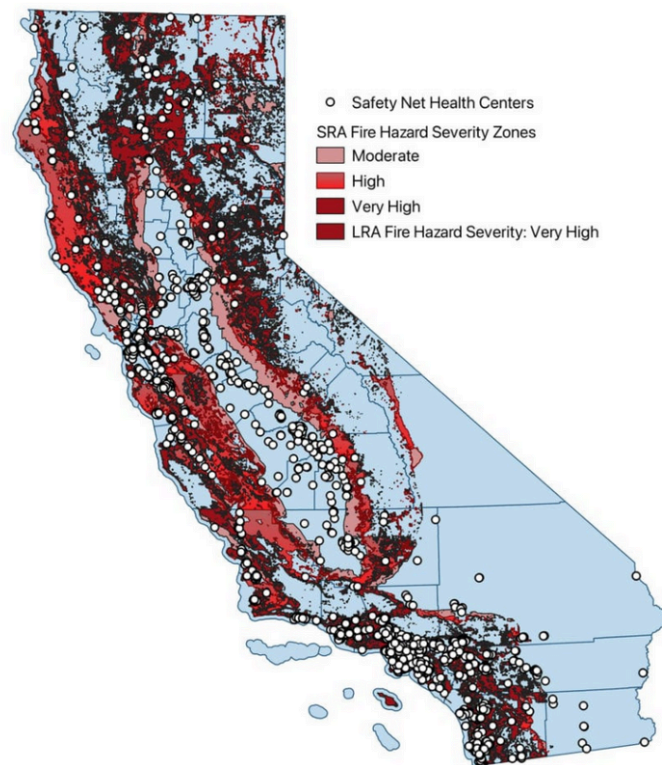 Safety Net Health Centers
SRA Fire Hazard Severity Zones
Moderate
High
Very High
LRA Fire Hazard Severity: Very High